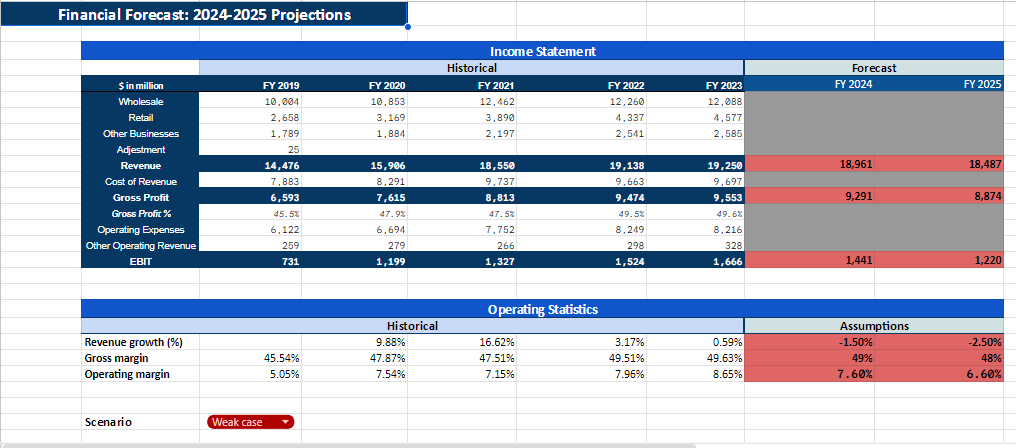 Financial Forecast: 2024-2025 Projections
Income Statement
Historical Forecast
$ in million FY 2019 FY 2020 FY 2021 FY 2022 FY 2023 FY 2024 FY 2025
Wholesale 10,004 10,853 12,462 12,260 12,088
Retail 2,658 3,169 3,890 4,337 4,577
Other Businesses 1,789 1,884 2,197 2,541 2,585
Adjustment 25
Revenue 14,476 15,906 18,550 19,138 19,250 18,961 18,487
Cost of Revenue 7,883 8,291 9,737 9,663 9,697
Gross Profit 6,593 7,615 8,813 9,474 9,553 9,291 8,874
Gross Profit % 45.5% 47.9% 47.5% 49.5% 49.6%
Operating Expenses 6,122 6,694 7,752 8,249 8,216
Other Operating Revenue 259 279 266 298 328
EBIT 731 1,199 1,327 1,524 1,666 1,441 1,220
Operating Statistics
Historical Assumptions
Revenue growth (%) 9.88% 16.62% 3.17% 0.59% -1.50% -2.50%
Gross margin 45.54% 47.87% 47.51% 49.51% 49.63% 49% 48%
Operating margin 5.05% 7.54% 7.15% 7.96% 8.65% 7.60% 6.60%
Scenario Weak case